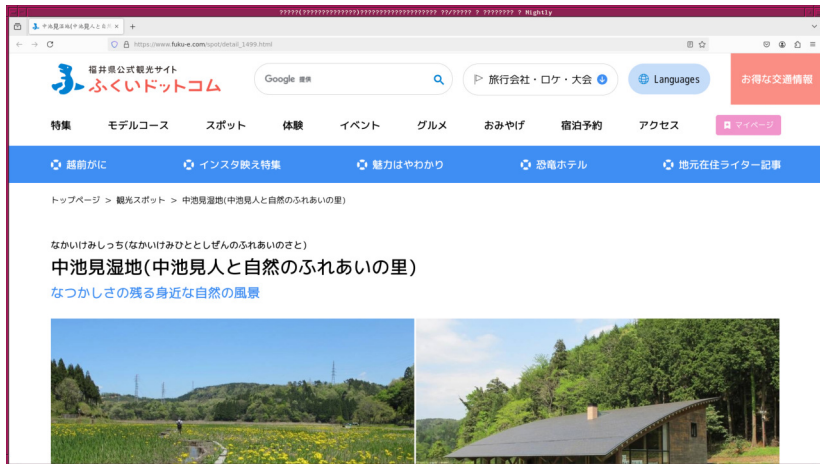 ?????(???????????????)????????????????????? ??/????? ? ???????? ? Nightly
https://www.fuku-e.com/spot/detail_1499.html
福井県公式観光サイト
ふくいドットコム
Google 提供
旅行会社・ロケ・大会
Languages
お得な交通情報
特集 モデルコース スポット 体験 イベント グルメ おみやげ 宿泊予約 アクセス マイページ
越前がに インスタ映え特集 魅力はやわかり 恐竜ホテル 地元在住ライター記事
トップページ > 観光スポット > 中池見湿地(中池見人と自然のふれあいの里)
なかいけみしっち(なかいけみひととしぜんのふれあいのさと)
中池見湿地(中池見人と自然のふれあいの里)
なつかしさの残る身近な自然の風景